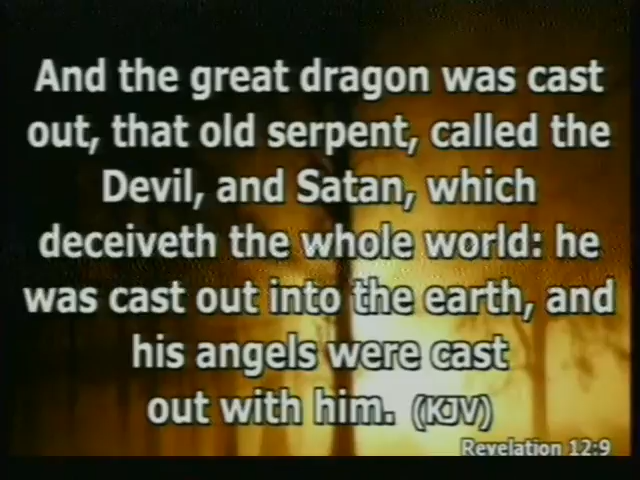 And the great dragon was cast
out, that old serpent, called the
Devil, and Satan, which
deceiveth the whole world: he
was cast out into the earth, and
his angels were cast
out with him. (KJV)
Revelation 12:9